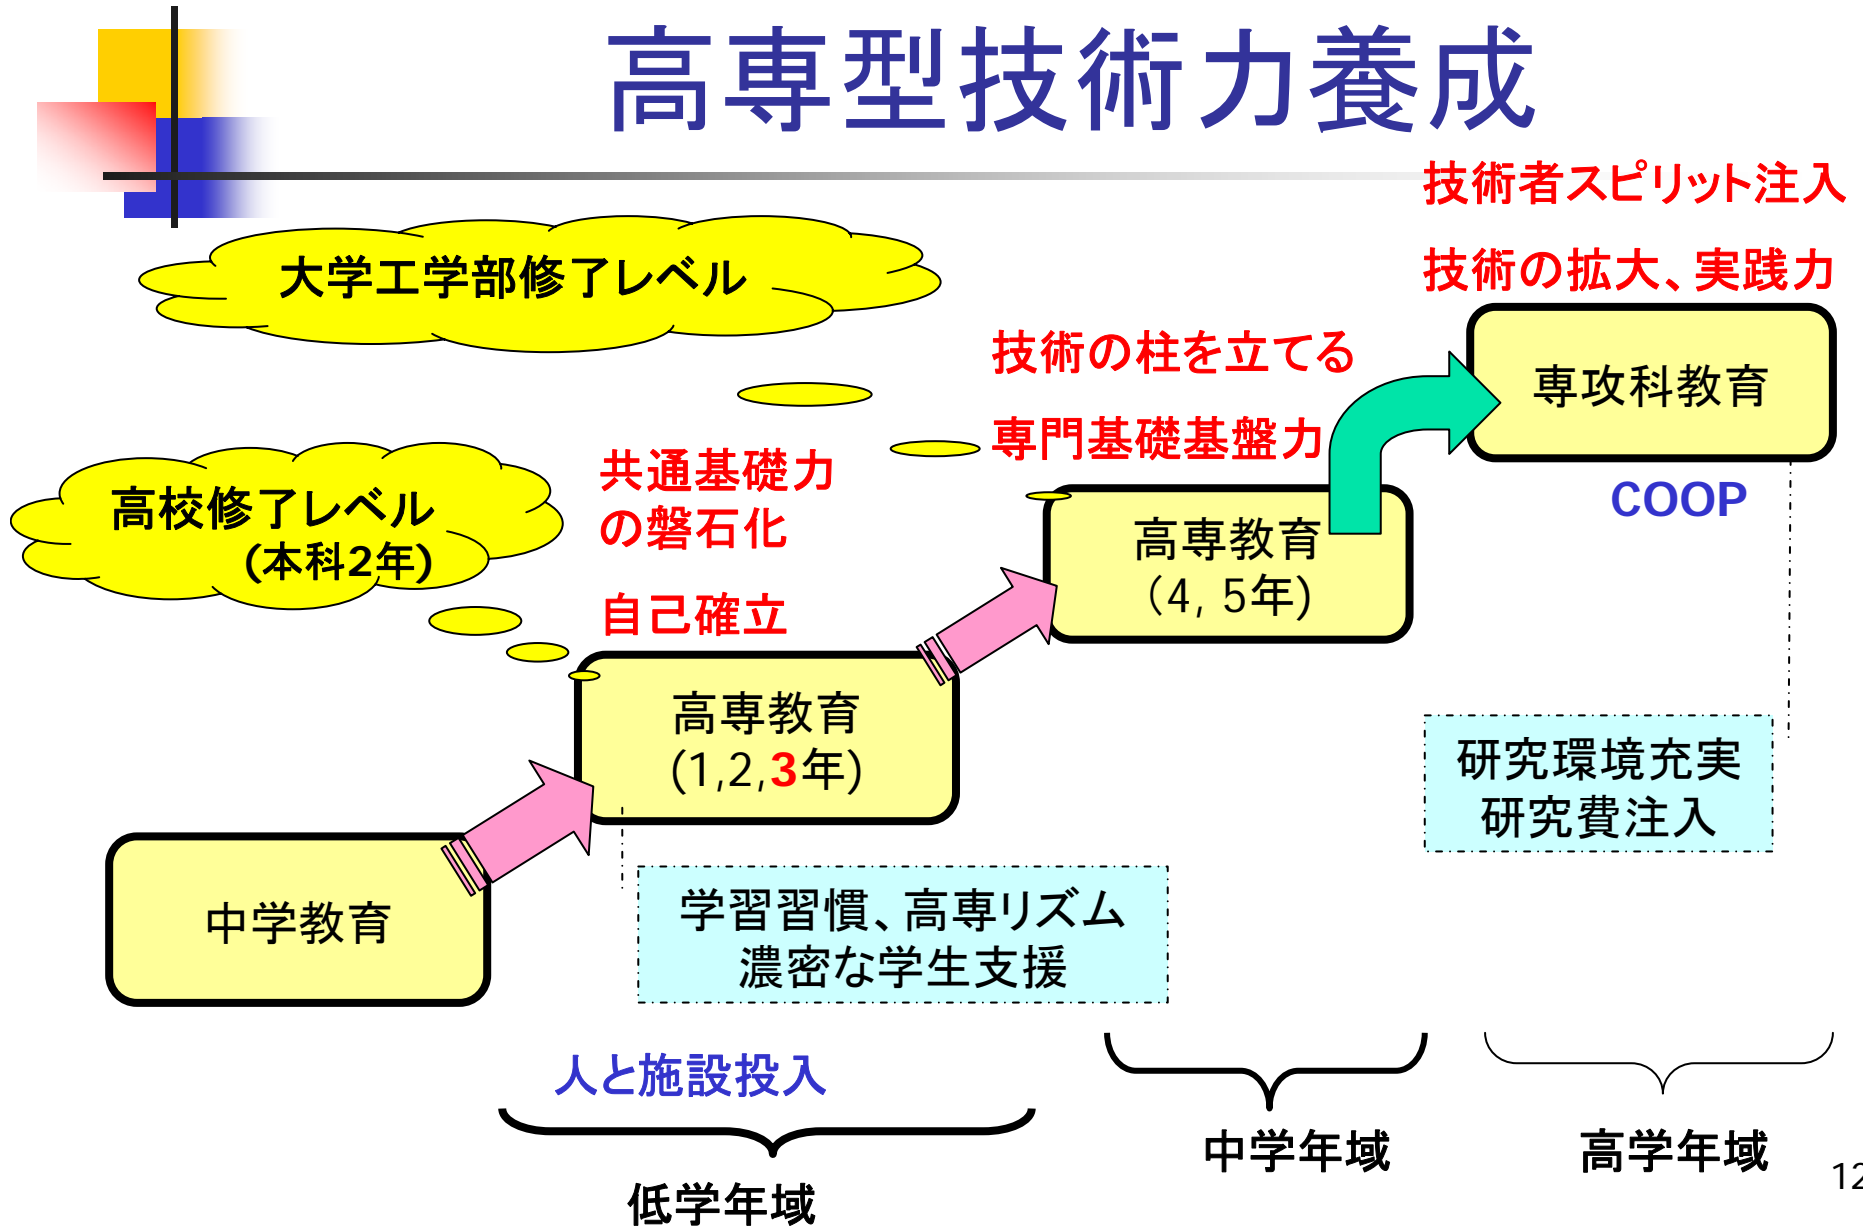 高専型技術力養成
技術者スピリット注入
技術の拡大、実践力
大学工学部修了レベル
技術の柱を立てる
専門基礎基盤力
専攻科教育
COOP
高校修了レベル
(本科2年)
共通基礎力
の磐石化
自己確立
高専教育
(4, 5年)
高専教育
(1,2,3年)
研究環境充実
研究費注入
中学教育
学習習慣、高専リズム
濃密な学生支援
人と施設投入
中学年域
高学年域
低学年域
12